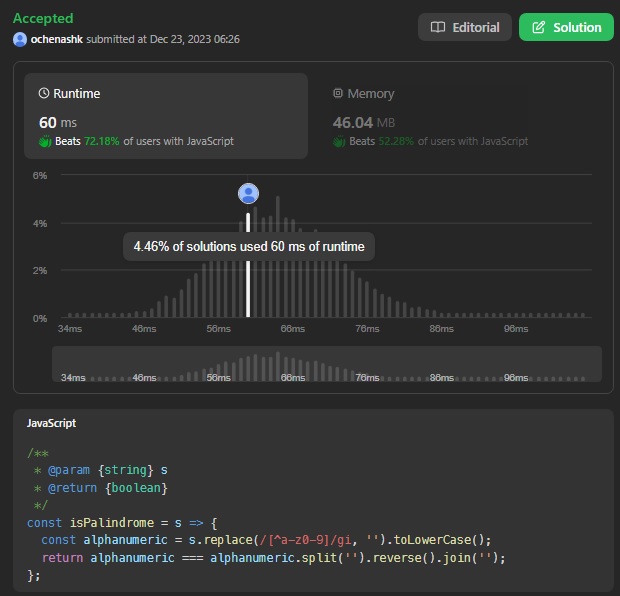 Accepted
ochenashk submitted at Dec 23, 2023 06:26
Editorial
Solution
Runtime
60 ms
Beats 72.18% of users with JavaScript
Memory
46.04 MB
Beats 52.28% of users with JavaScript
6%
4%
4.46% of solutions used 60 ms of runtime
2%
0%
34ms 46ms 56ms 66ms 76ms 86ms 96ms
34ms 46ms 56ms 66ms 76ms 86ms 96ms
JavaScript
/**
 * @param {string} s
 * @return {boolean}
 */
const isPalindrome = s => {
  const alphanumeric = s.replace(/[^a-z0-9]/gi, '').toLowerCase();
  return alphanumeric === alphanumeric.split('').reverse().join('');
};